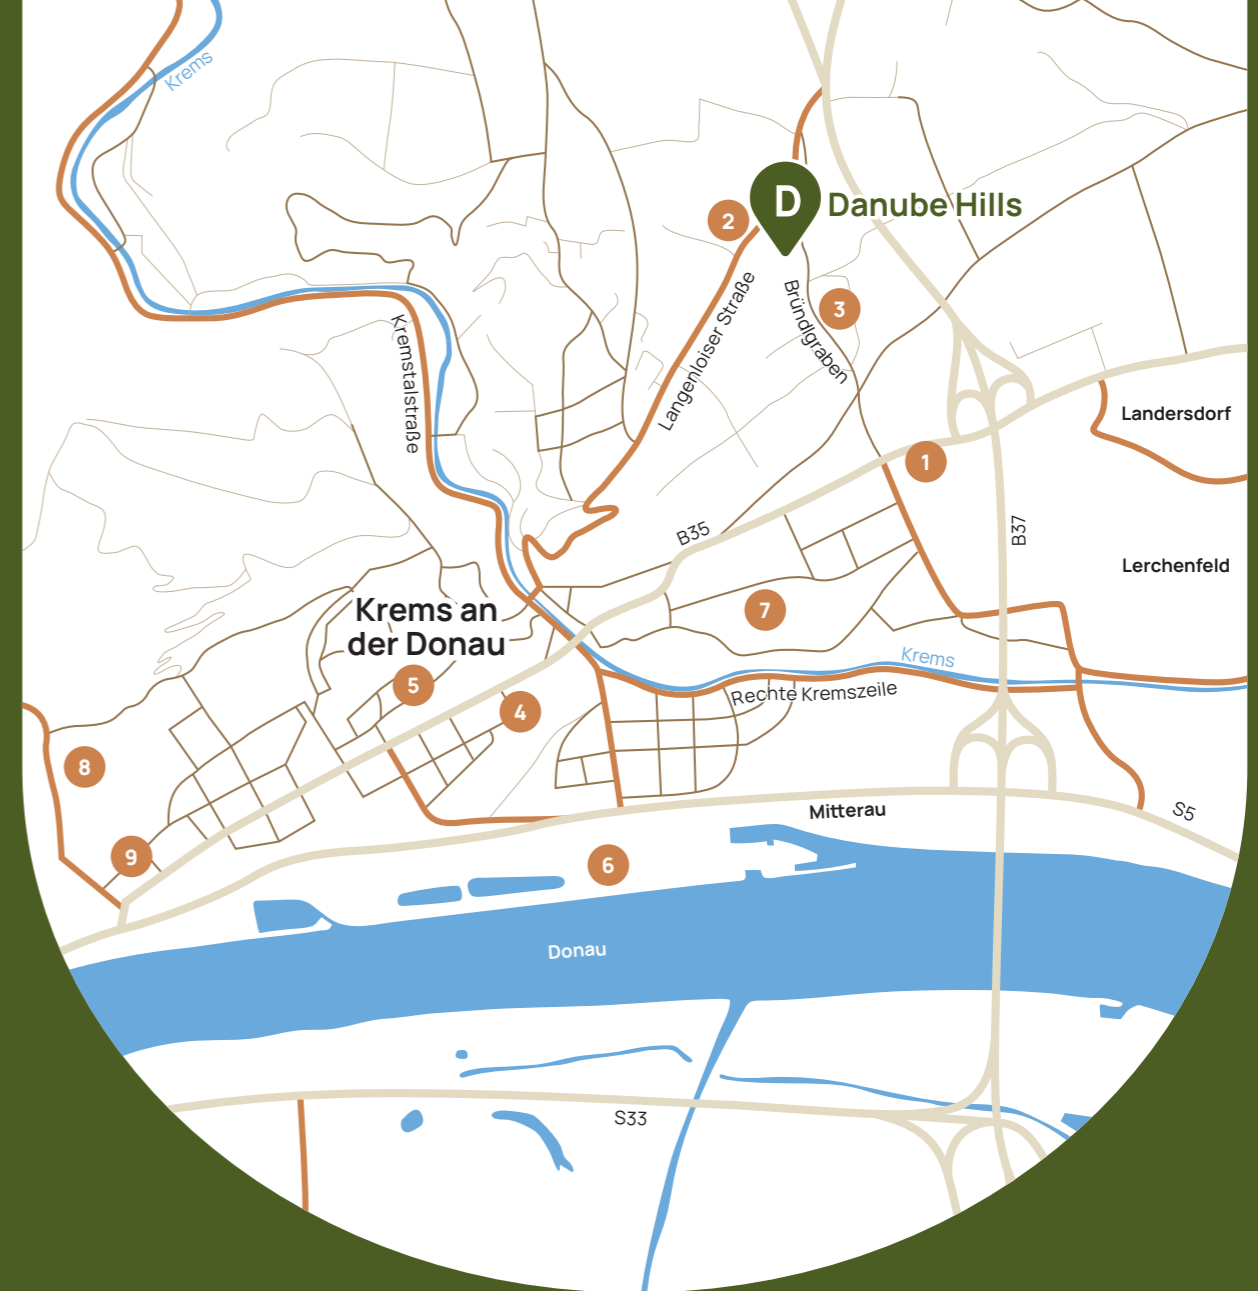 Krems
D
Danube Hills
2
3
Kremstalstraße
Langenloiser Straße
Bründlgraben
Landersdorf
1
B35
B37
Lerchenfeld
Krems an
der Donau
7
Krems
5
4
Rechte Kremszeile
8
Mitterau
S5
9
6
Donau
S33